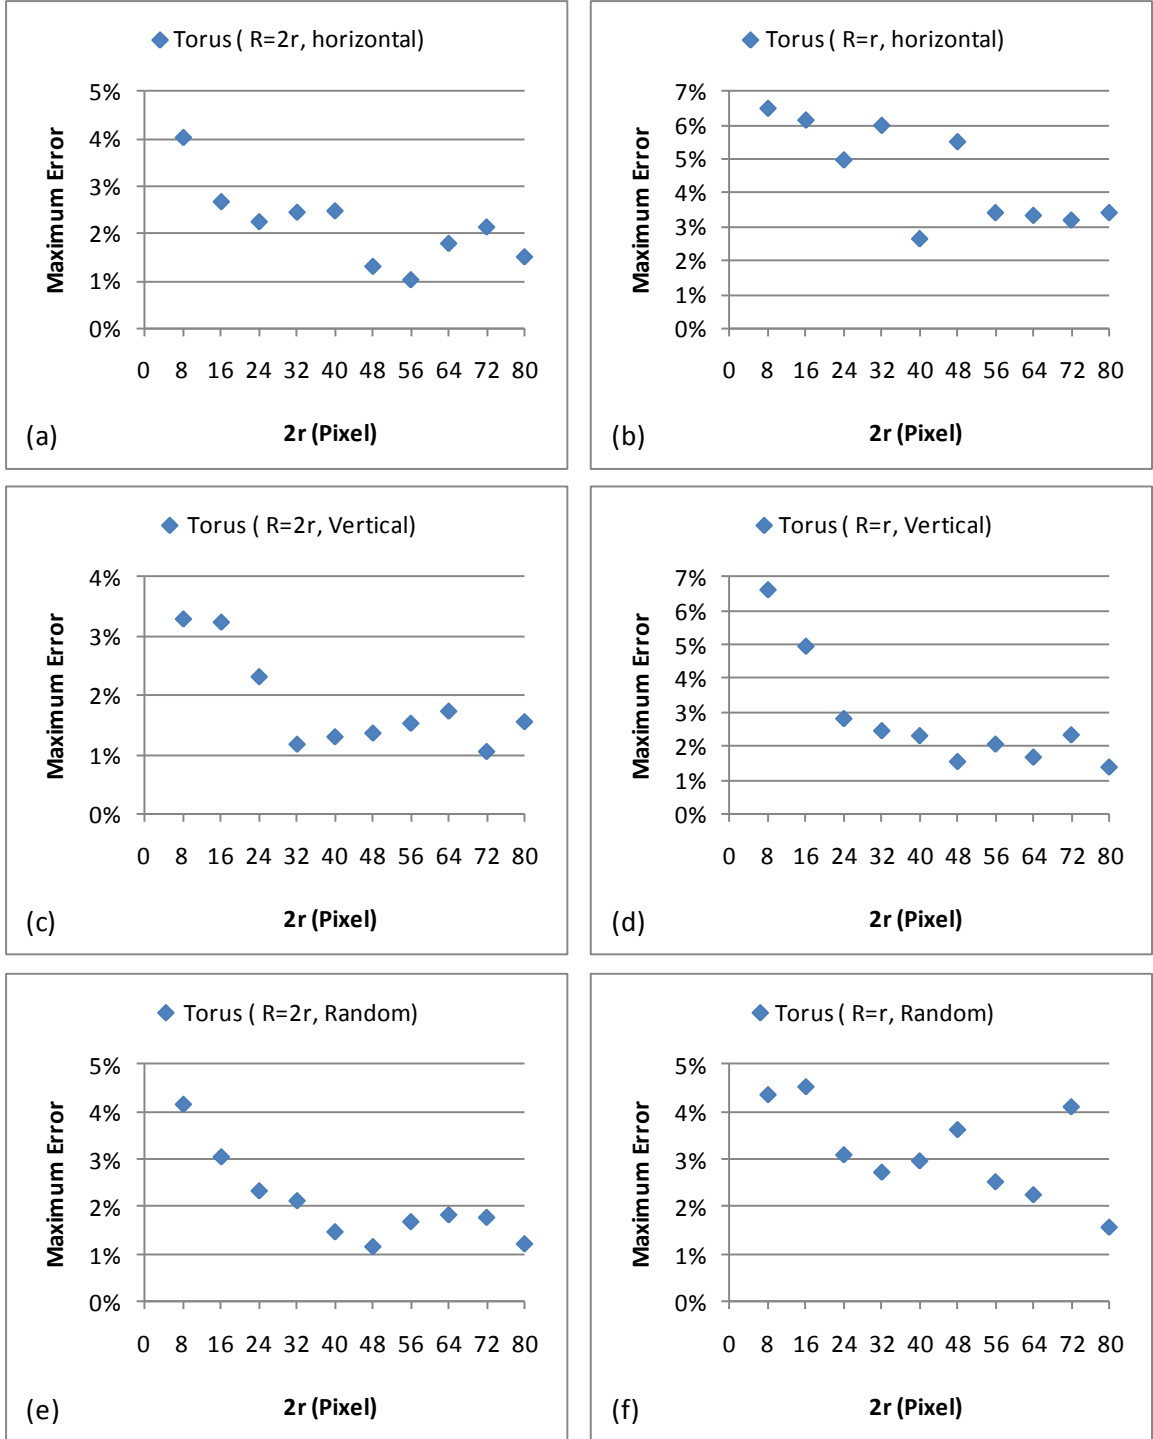 Torus ( R=2r, horizontal)
5%
4%
3%
2%
1%
0%
Maximum Error
0 8 16 24 32 40 48 56 64 72 80
2r (Pixel)
(a)
Torus ( R=r, horizontal)
7%
6%
5%
4%
3%
2%
1%
0%
Maximum Error
0 8 16 24 32 40 48 56 64 72 80
2r (Pixel)
(b)
Torus ( R=2r, Vertical)
4%
3%
2%
1%
0%
Maximum Error
0 8 16 24 32 40 48 56 64 72 80
2r (Pixel)
(c)
Torus ( R=r, Vertical)
7%
6%
5%
4%
3%
2%
1%
0%
Maximum Error
0 8 16 24 32 40 48 56 64 72 80
2r (Pixel)
(d)
Torus ( R=2r, Random)
5%
4%
3%
2%
1%
0%
Maximum Error
0 8 16 24 32 40 48 56 64 72 80
2r (Pixel)
(e)
Torus ( R=r, Random)
5%
4%
3%
2%
1%
0%
Maximum Error
0 8 16 24 32 40 48 56 64 72 80
2r (Pixel)
(f)